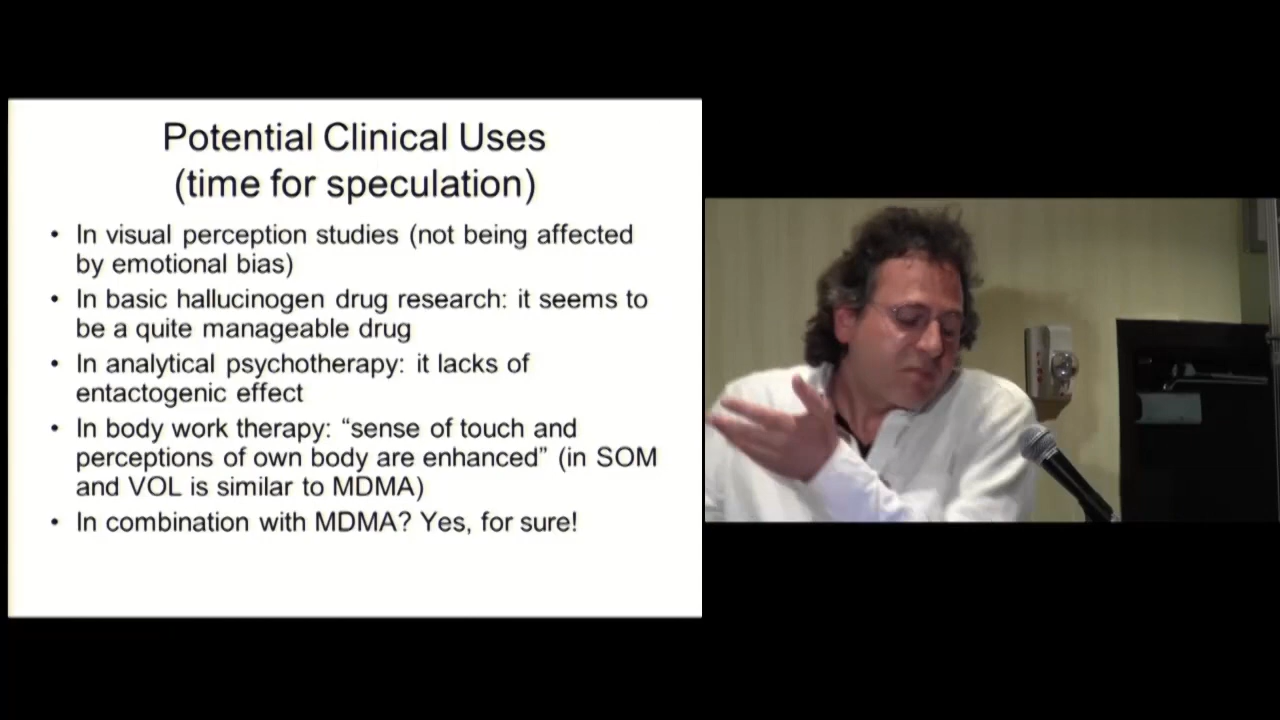 Potential Clinical Uses
(time for speculation)
• In visual perception studies (not being affected
by emotional bias)
• In basic hallucinogen drug research: it seems to
be a quite manageable drug
• In analytical psychotherapy: it lacks of
entactogenic effect
• In body work therapy: “sense of touch and
perceptions of own body are enhanced” (in SOM
and VOL is similar to MDMA)
• In combination with MDMA? Yes, for sure!